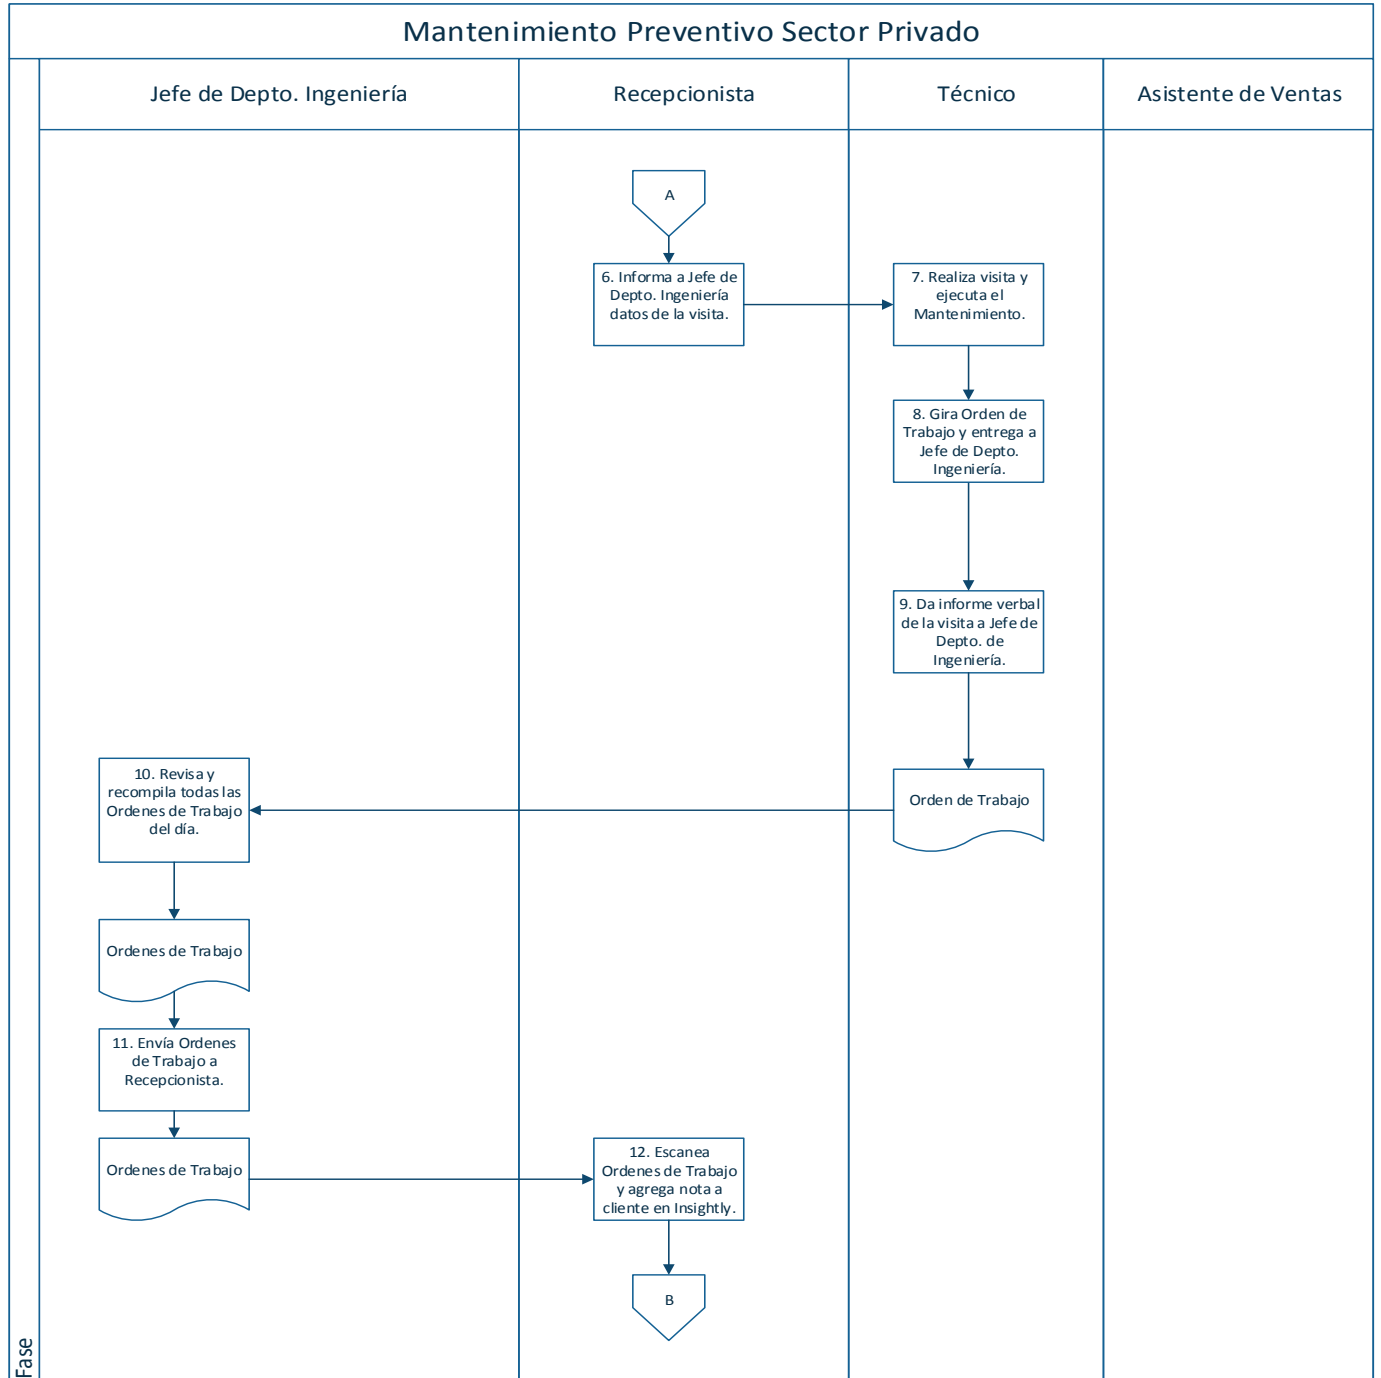 Mantenimiento Preventivo Sector Privado
Fase
Jefe de Depto. Ingeniería
Recepcionista
Técnico
Asistente de Ventas
A
6. Informa a Jefe de
Depto. Ingeniería
datos de la visita.
7. Realiza visita y
ejecuta el
Mantenimiento.
8. Gira Orden de
Trabajo y entrega a
Jefe de Depto.
Ingeniería.
9. Da informe verbal
de la visita a Jefe de
Depto. de
Ingeniería.
Orden de Trabajo
10. Revisa y
recompila todas las
Ordenes de Trabajo
del día.
Ordenes de Trabajo
11. Envía Ordenes
de Trabajo a
Recepcionista.
Ordenes de Trabajo
12. Escanea
Ordenes de Trabajo
y agrega nota a
cliente en Insightly.
B